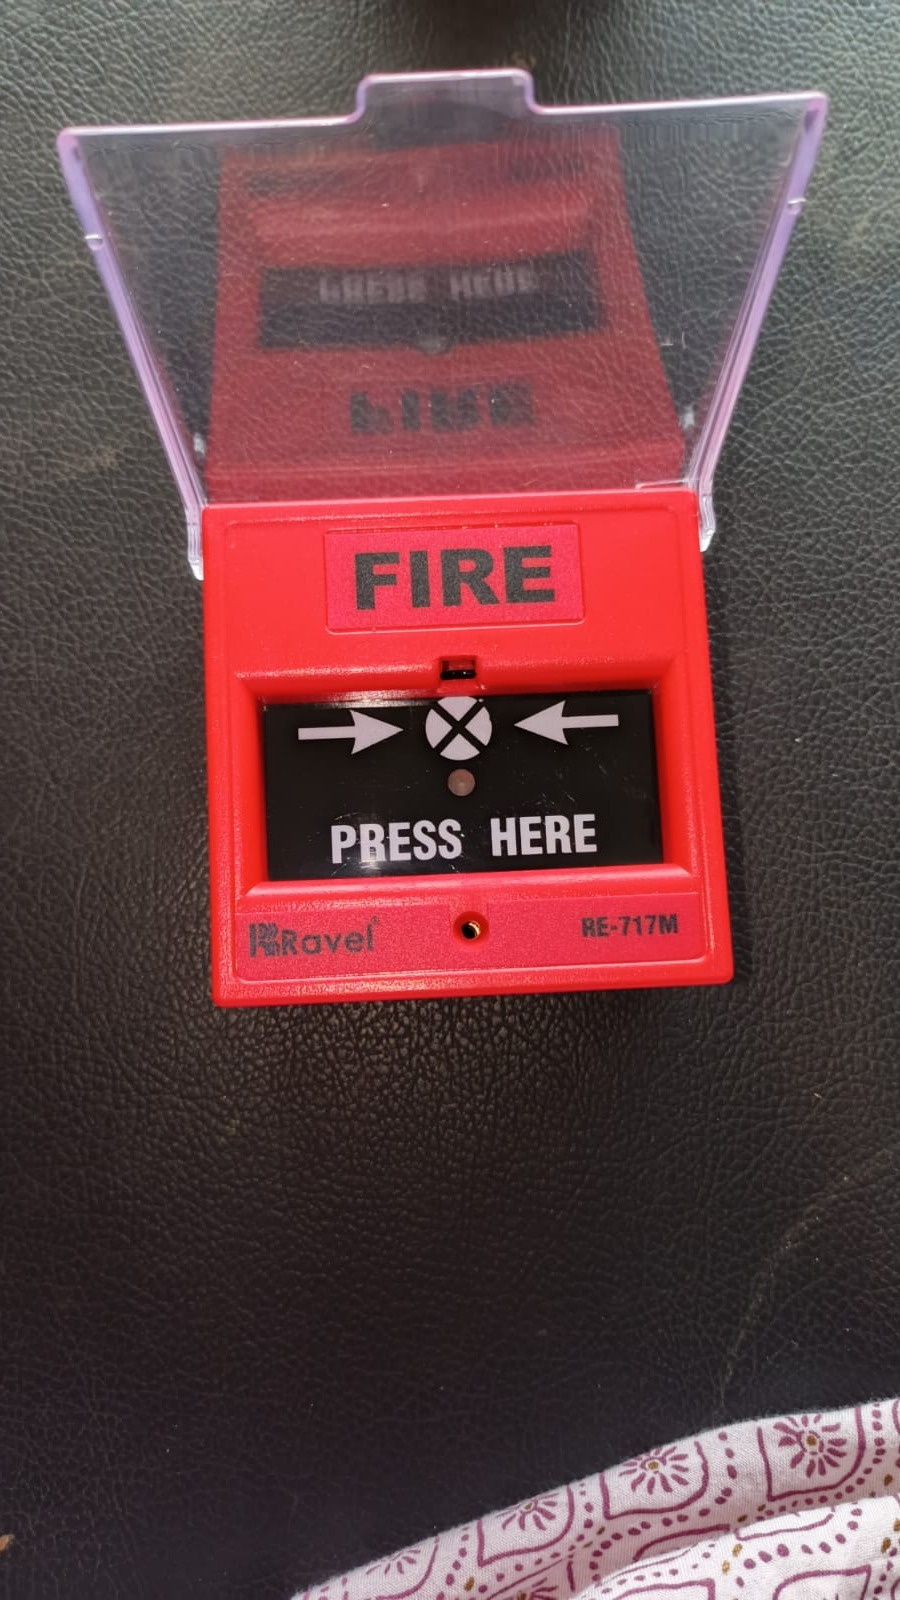 FIRE
PRESS HERE
Ravel
RE-717M